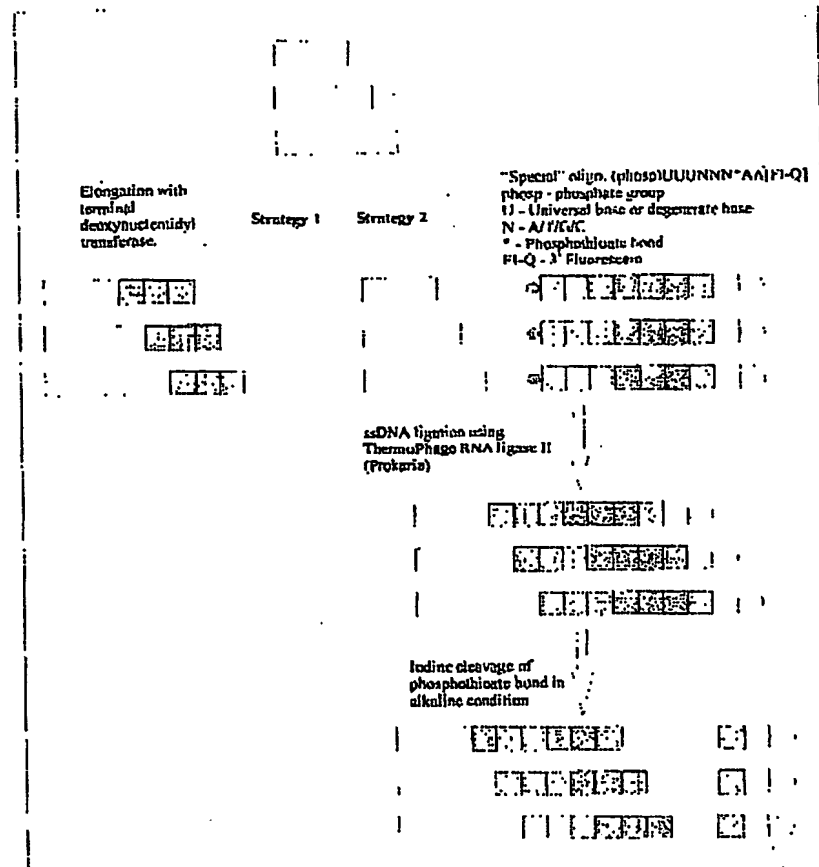 Elongation with
terminal
deoxynucleotidyl
transferase.
Strategy 1
Strategy 2
"Special" oligo. (phosp)UUUNNN*AA[Fl-Q]
phosp - phosphate group
U - Universal base or degenerate base
N - A/T/G/C
* - Phosphothioate bond
Fl-Q - 3' Fluorescein
ssDNA ligation using
ThermoPhage RNA ligase II
(Prokaria)
Iodine cleavage of
phosphothioate bond in
alkaline condition